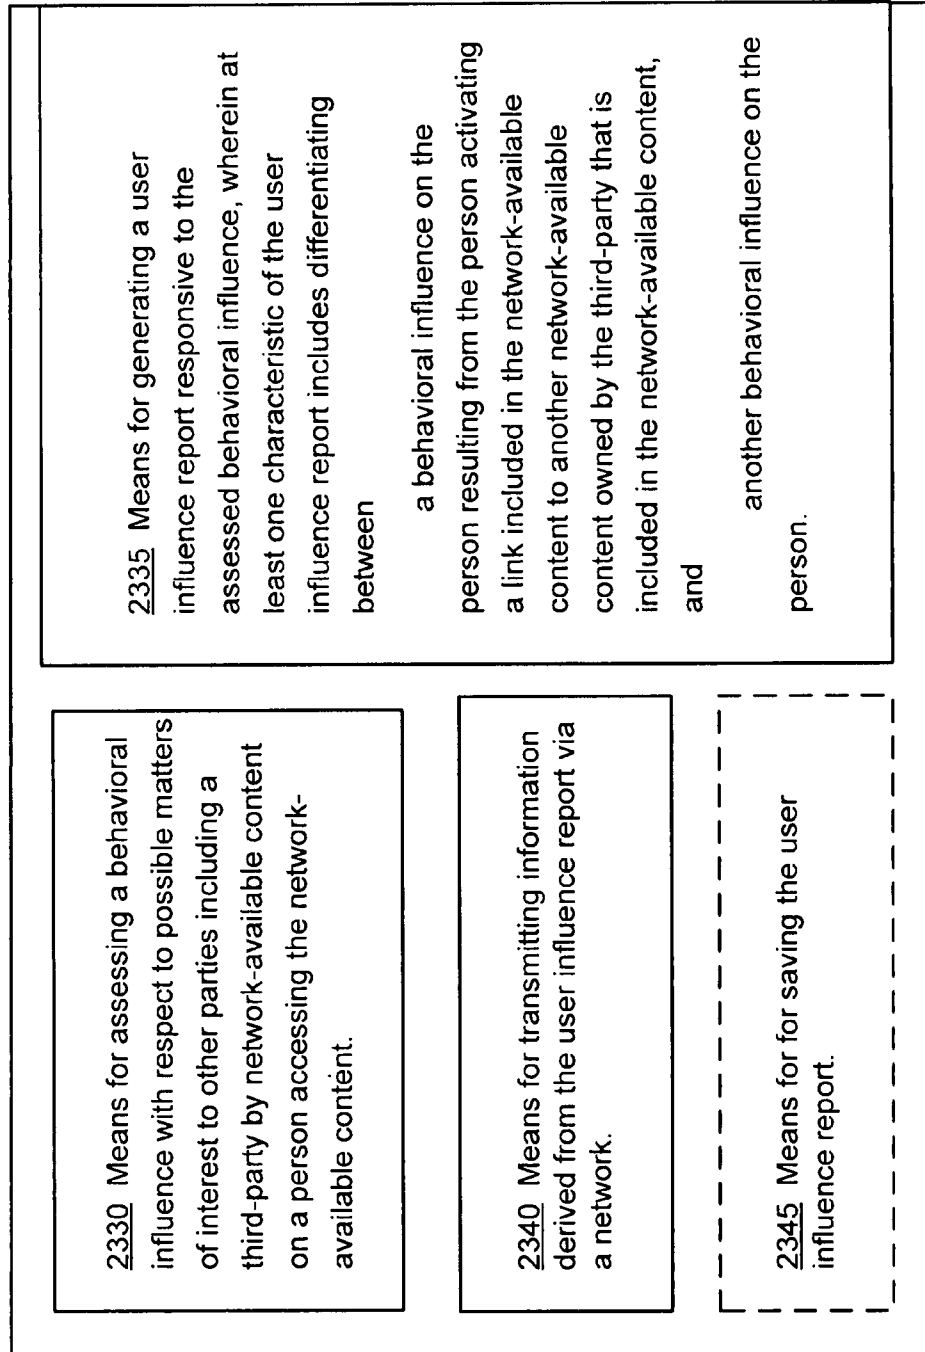 2330 Means for assessing a behavioral
influence with respect to possible matters
of interest to other parties including a
third-party by network-available content
on a person accessing the network-
available content.
2335 Means for generating a user
influence report responsive to the
assessed behavioral influence, wherein at
least one characteristic of the user
influence report includes differentiating
between
a behavioral influence on the
person resulting from the person activating
a link included in the network-available
content to another network-available
content owned by the third-party that is
included in the network-available content,
and
another behavioral influence on the
person.
2340 Means for transmitting information
derived from the user influence report via
a network.
2345 Means for for saving the user
influence report.